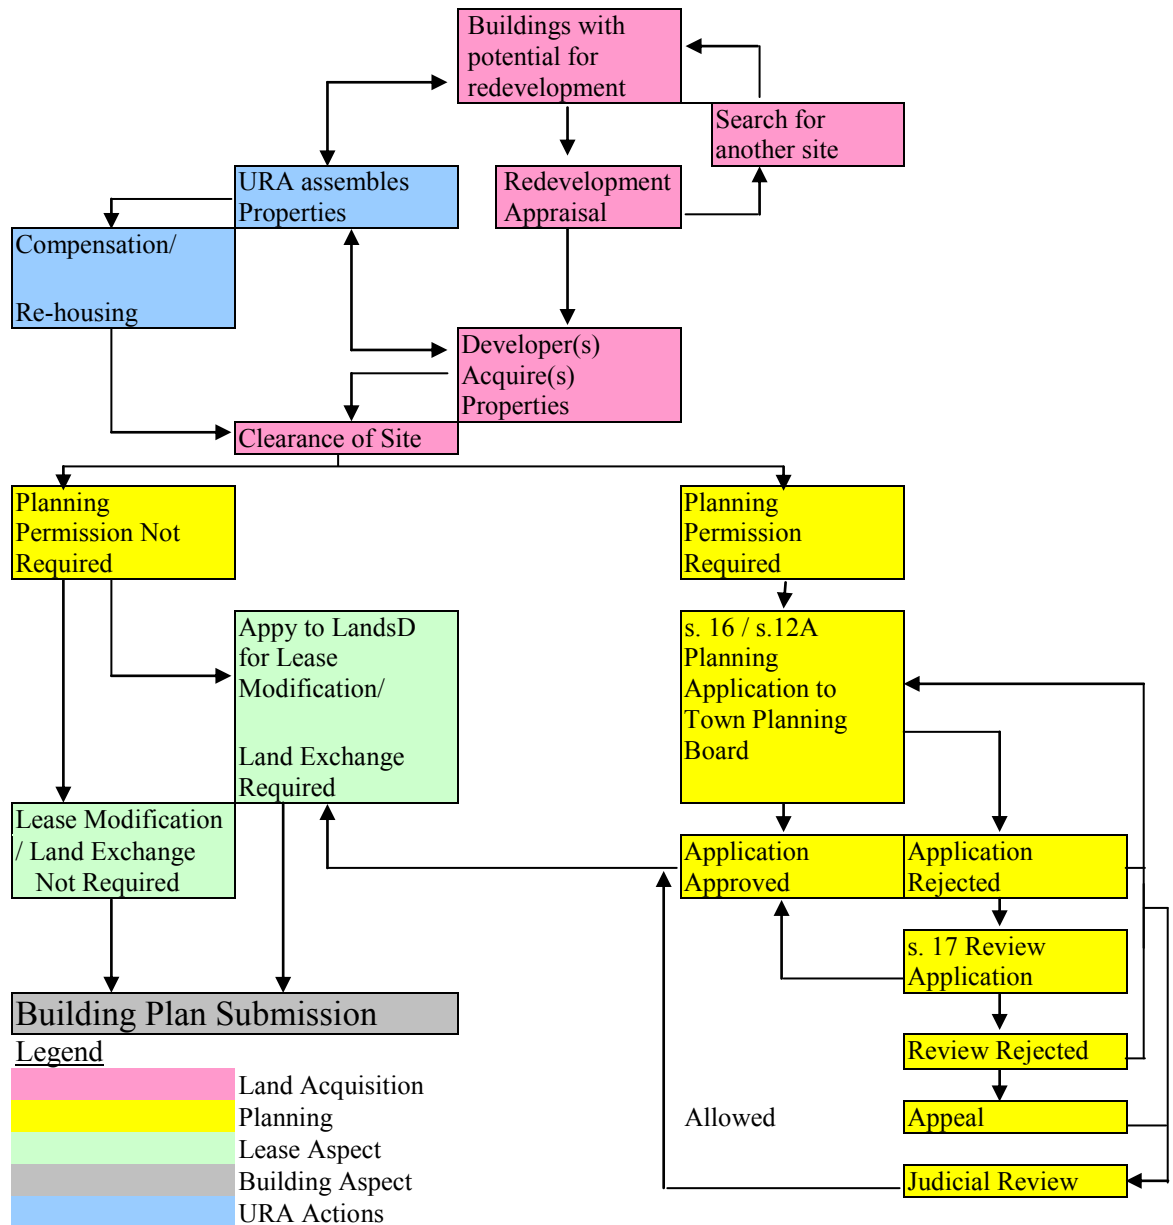 Buildings with
potential for
redevelopment
Search for
another site
URA assembles
Properties
Redevelopment
Appraisal
Compensation/
Re-housing
Developer(s)
Acquire(s)
Properties
Clearance of Site
Planning
Permission Not
Required
Planning
Permission
Required
Appy to LandsD
for Lease
Modification/
Land Exchange
Required
s. 16 / s.12A
Planning
Application to
Town Planning
Board
Lease Modification
/ Land Exchange
Not Required
Application
Approved
Application
Rejected
s. 17 Review
Application
Building Plan Submission
Review Rejected
Legend
Land Acquisition
Planning
Lease Aspect
Building Aspect
URA Actions
Allowed
Appeal
Judicial Review